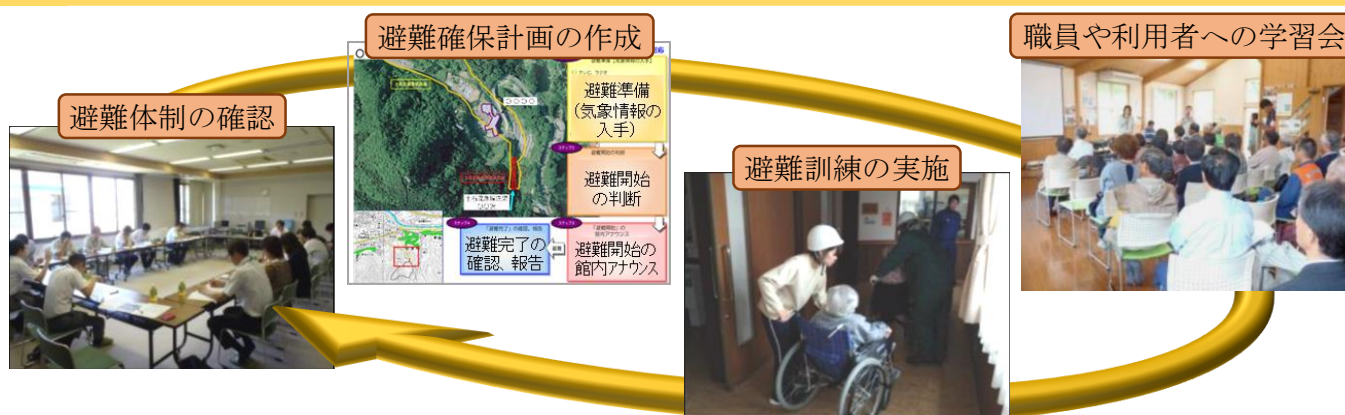 避難確保計画の作成
職員や利用者への学習会
避難体制の確認
避難訓練の実施
避難準備
(気象情報の
入手)
避難開始
の判断
避難開始の
館内アナウンス
避難完了の
確認、報告